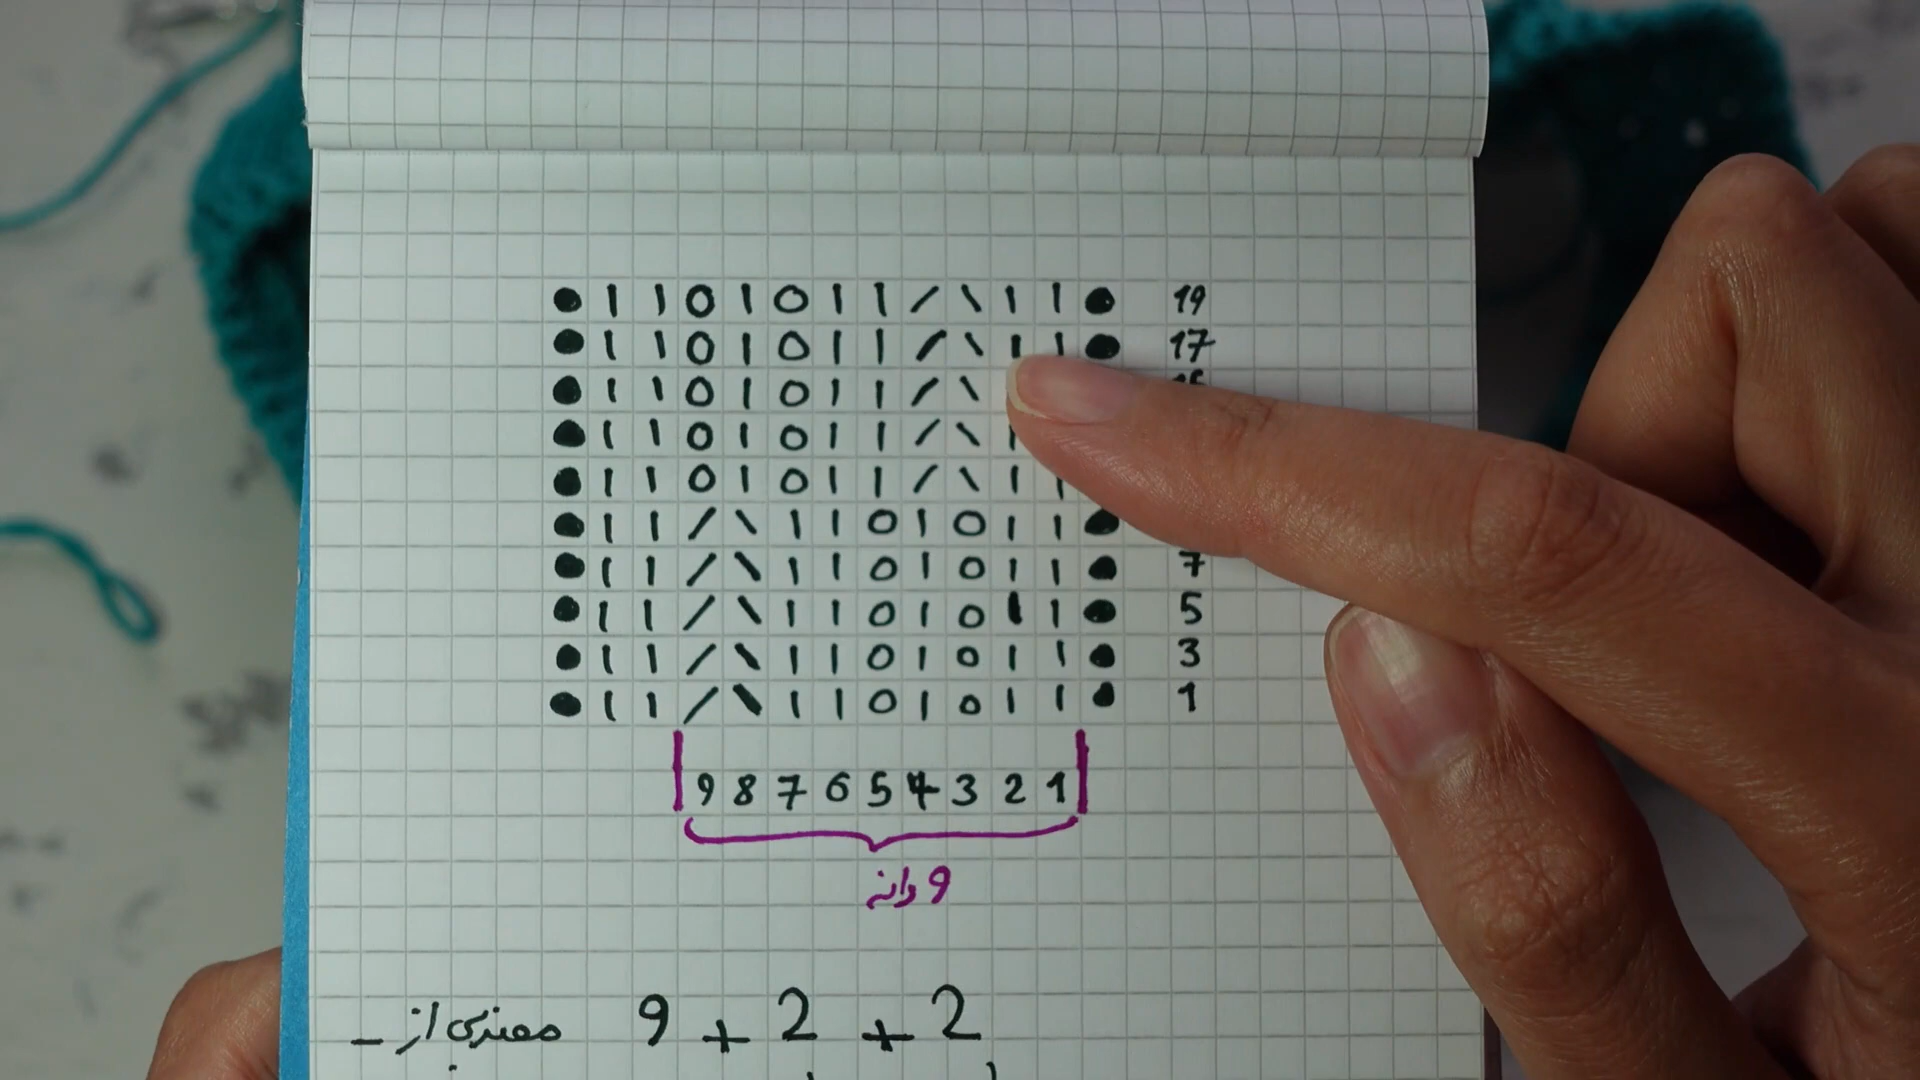 ● | | O | O | | / \ | | ● 19
● | | O | O | | / \ | | ● 17
● | | O | O | | / \
● | | O | O | | / \ |
● | | O | O | | / \ | |
● | | / \ | | O | O | | ●
● | | / \ | | O | O | | ● 7
● | | / \ | | O | O | | ● 5
● | | / \ | | O | O | | ● 3
● | | / \ | | O | O | | ● 1
9 8 7 6 5 4 3 2 1
9 دانه
مضربی از - 9 + 2 + 2